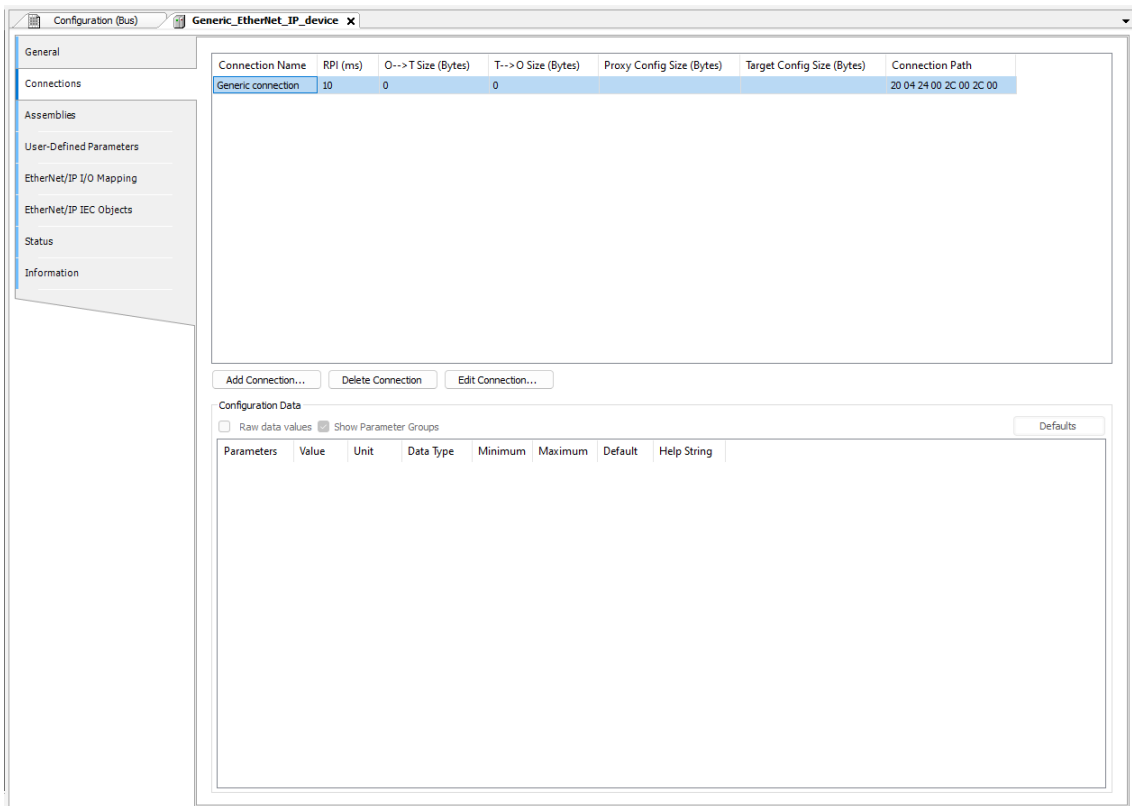 Configuration (Bus)
Generic_EtherNet_IP_device X
General
Connections
Assemblies
User-Defined Parameters
EtherNet/IP I/O Mapping
EtherNet/IP IEC Objects
Status
Information
Connection Name RPI (ms) O-->T Size (Bytes) T-->O Size (Bytes) Proxy Config Size (Bytes) Target Config Size (Bytes) Connection Path
Generic connection 10 0 0 20 04 24 00 2C 00 2C 00
Add Connection... Delete Connection Edit Connection...
Configuration Data
Raw data values Show Parameter Groups Defaults
Parameters Value Unit Data Type Minimum Maximum Default Help String